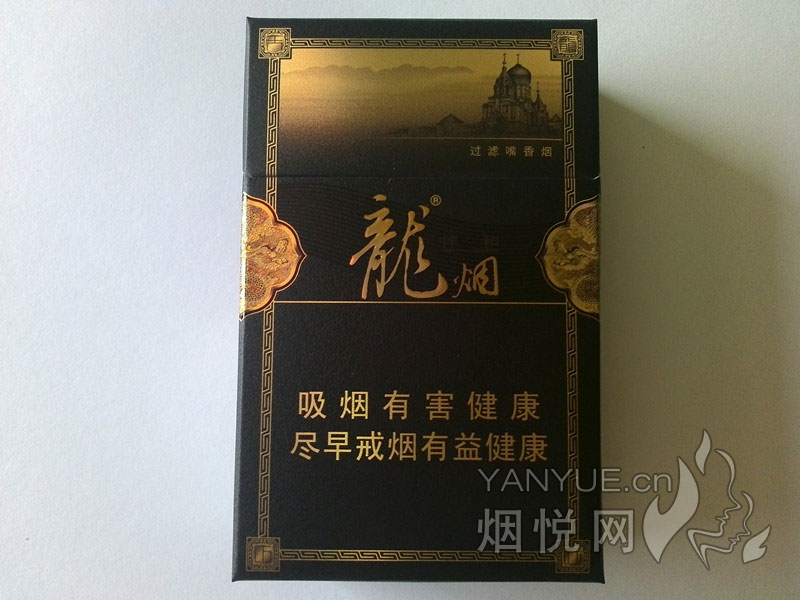 过滤嘴香烟
龍®烟
吸烟有害健康
尽早戒烟有益健康
YANYUE.cn
烟悦网